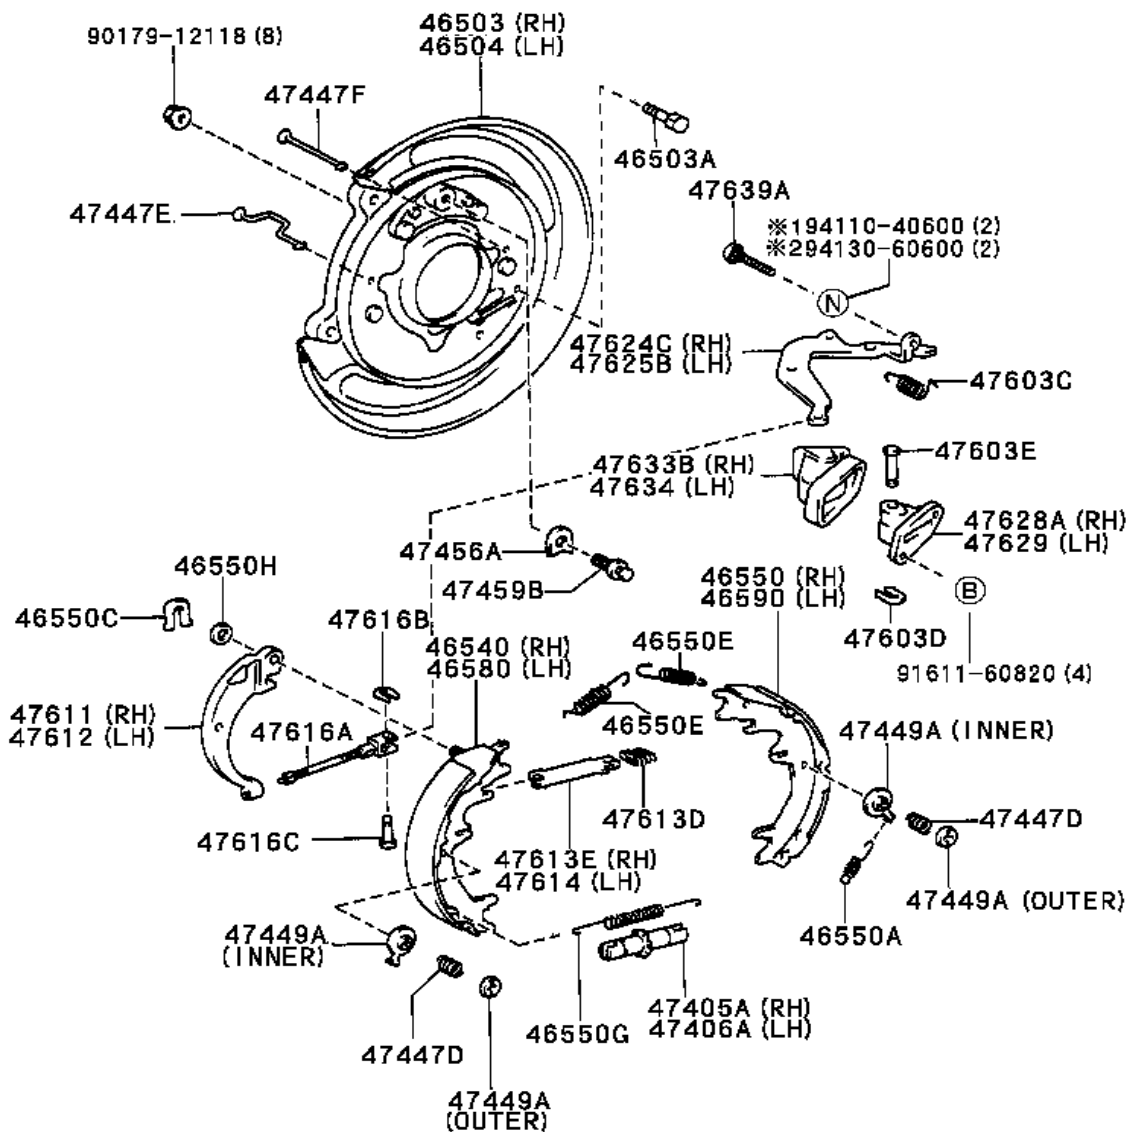 46503 (RH)
46504 (LH)
90179-12118 (8)
47447F
46503A
47639A
47447E
※194110-40600 (2)
※294130-60600 (2)
N
47624C (RH)
47625B (LH)
47603C
47603E
47633B (RH)
47634 (LH)
47628A (RH)
47629 (LH)
47456A
46550H
47459B
46550 (RH)
46590 (LH)
B
46550C
47616B
46540 (RH)
46580 (LH)
46550E
47603D
91611-60820 (4)
47611 (RH)
47612 (LH)
47616A
46550E
47449A (INNER)
47616C
47613D
47447D
47613E (RH)
47614 (LH)
47449A (OUTER)
47449A
(INNER)
46550A
47405A (RH)
47406A (LH)
46550G
47447D
47449A
(OUTER)